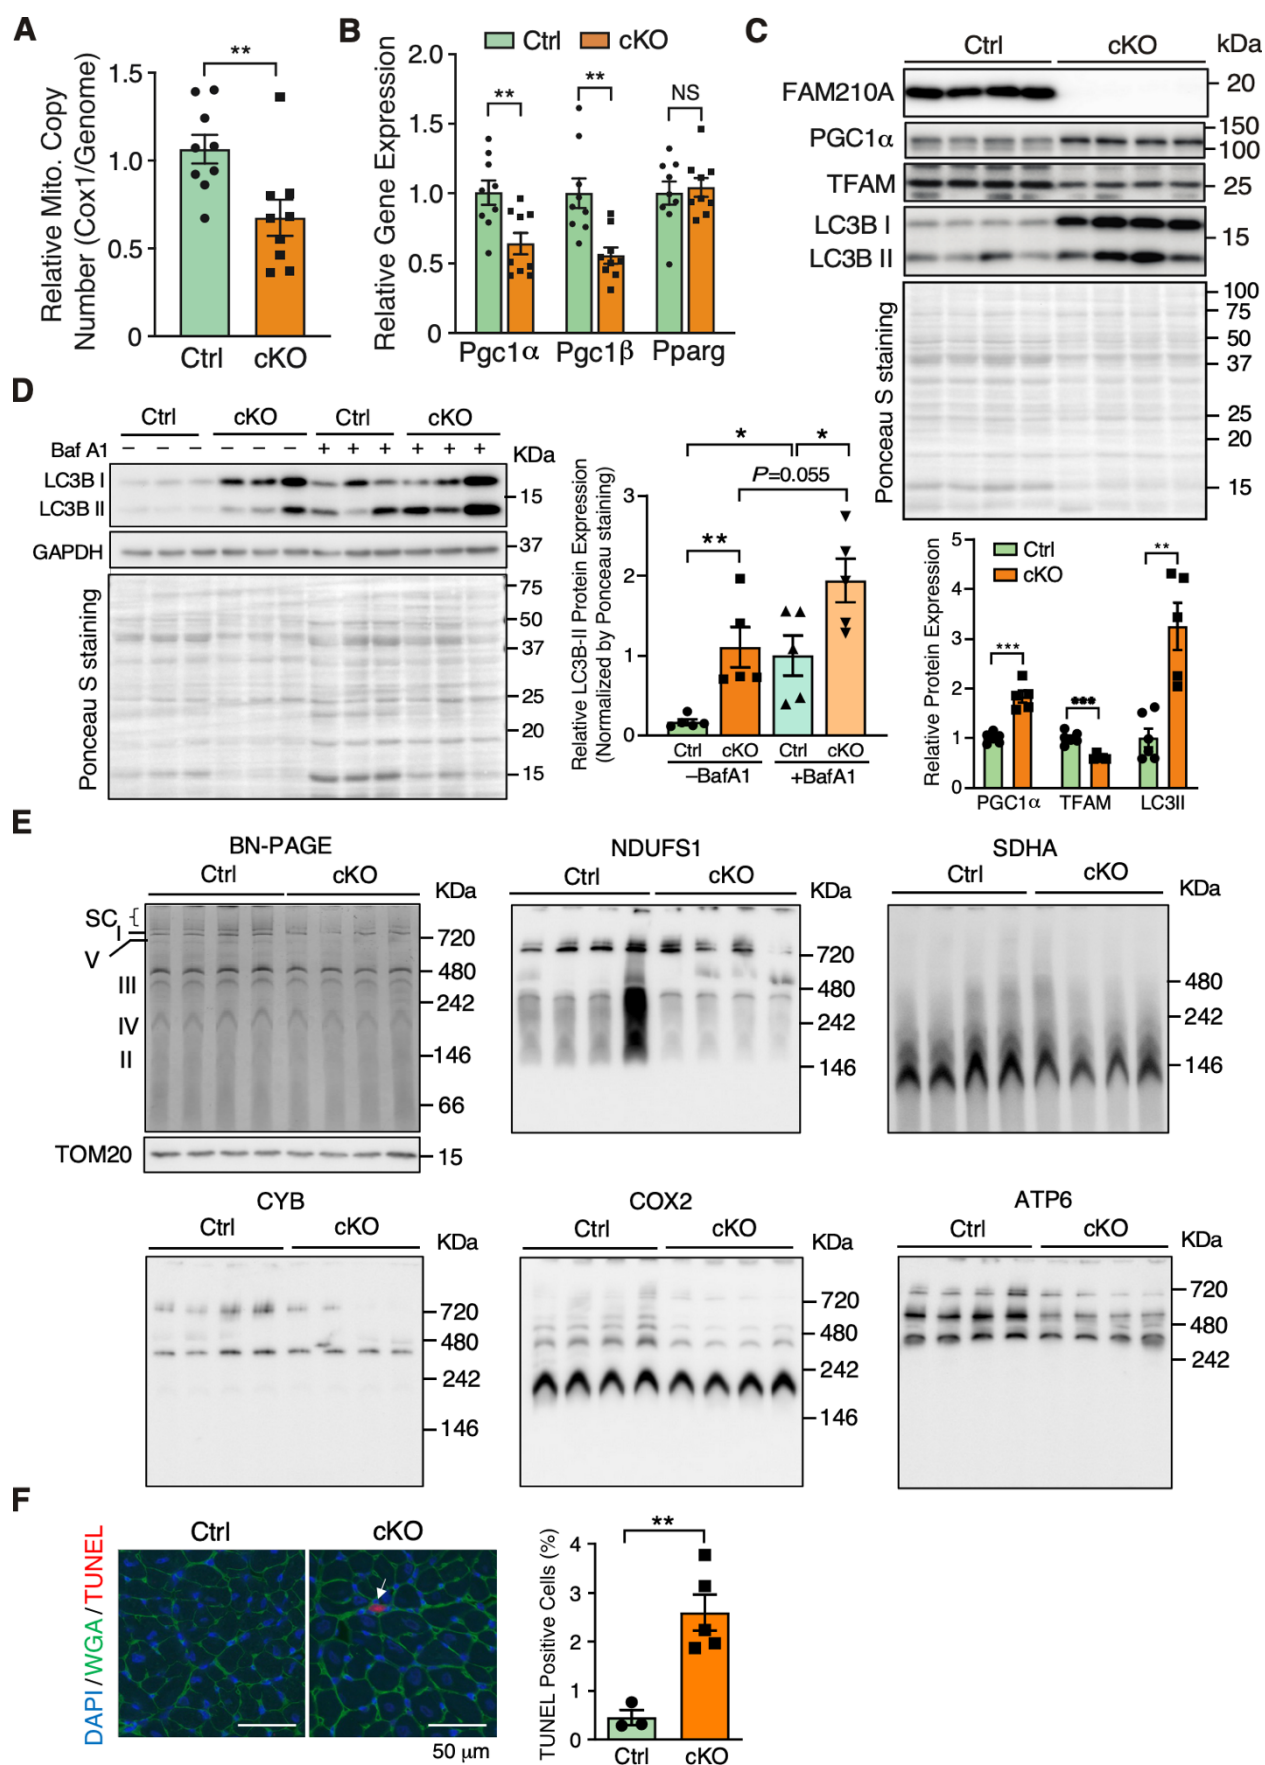 A
Relative Mito. Copy
Number (Cox1/Genome)
1.5
1.0
0.5
0
**
Ctrl
cKO
B
Ctrl
cKO
Relative Gene Expression
2.0
1.5
1.0
0.5
0
**
**
NS
Pgc1α
Pgc1β
Pparg
C
Ctrl
cKO
kDa
FAM210A
20
PGC1α
150
100
TFAM
25
LC3B I
15
LC3B II
Ponceau S staining
100
75
50
37
25
20
15
Relative Protein Expression
5
4
3
2
1
0
Ctrl
cKO
***
***
**
PGC1α
TFAM
LC3II
D
Ctrl
cKO
Ctrl
cKO
Baf A1
− − − − − − + + + + + +
KDa
LC3B I
15
LC3B II
GAPDH
37
Ponceau S staining
75
50
37
25
20
15
Relative LC3B-II Protein Expression
(Normalized by Ponceau staining)
3
2
1
0
*
*
P=0.055
**
Ctrl
cKO
Ctrl
cKO
–BafA1
+BafA1
E
BN-PAGE
Ctrl
cKO
KDa
SC
I
V
III
IV
II
720
480
242
146
66
TOM20
15
NDUFS1
Ctrl
cKO
KDa
720
480
242
146
SDHA
Ctrl
cKO
KDa
480
242
146
CYB
Ctrl
cKO
KDa
720
480
242
146
COX2
Ctrl
cKO
KDa
720
480
242
146
ATP6
Ctrl
cKO
KDa
720
480
242
F
DAPI/WGA/TUNEL
Ctrl
cKO
50 μm
TUNEL Positive Cells (%)
4
3
2
1
0
**
Ctrl
cKO